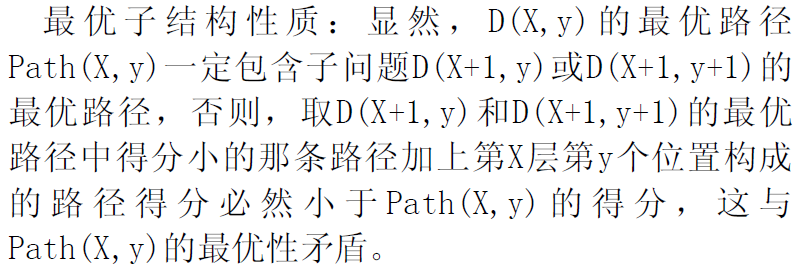 最优子结构性质：显然，D(X,y)的最优路径
Path(X,y)一定包含子问题D(X+1,y)或D(X+1,y+1)的
最优路径，否则，取D(X+1,y)和D(X+1,y+1)的最优
路径中得分小的那条路径加上第X层第y个位置构成
的路径得分必然小于Path(X,y)的得分，这与
Path(X,y)的最优性矛盾。